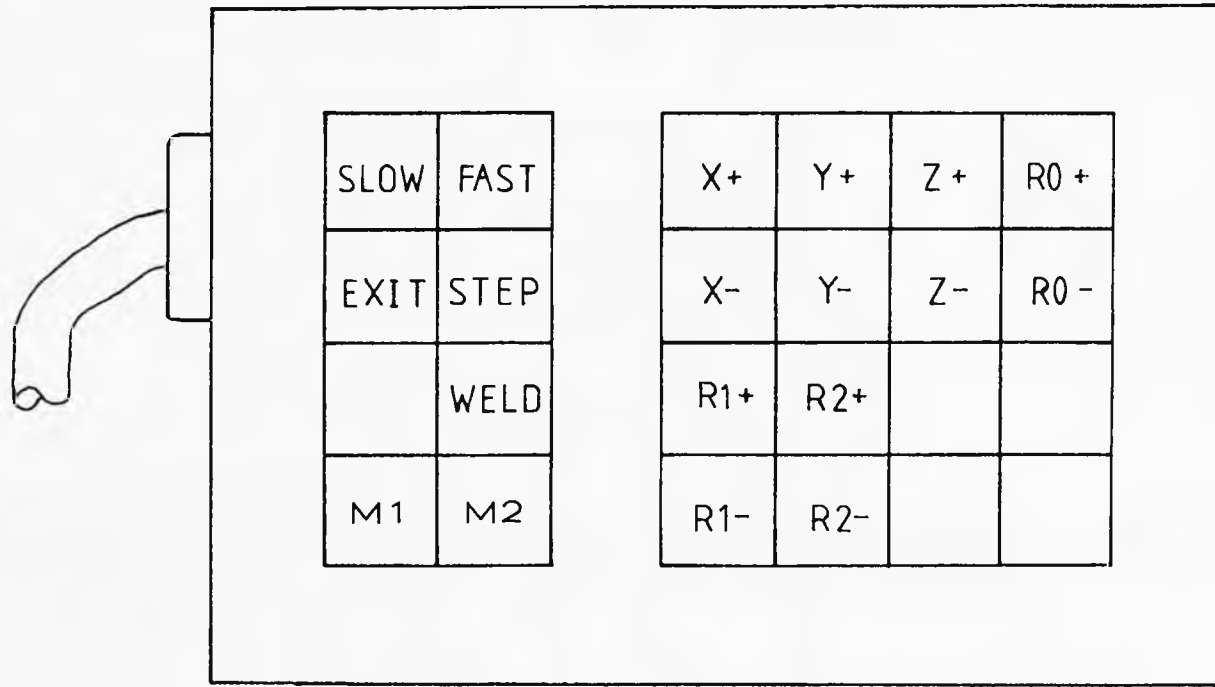 SLOW FAST
EXIT STEP
WELD
M1 M2
X+ Y+ Z+ R0+
X- Y- Z- R0-
R1+ R2+
R1- R2-